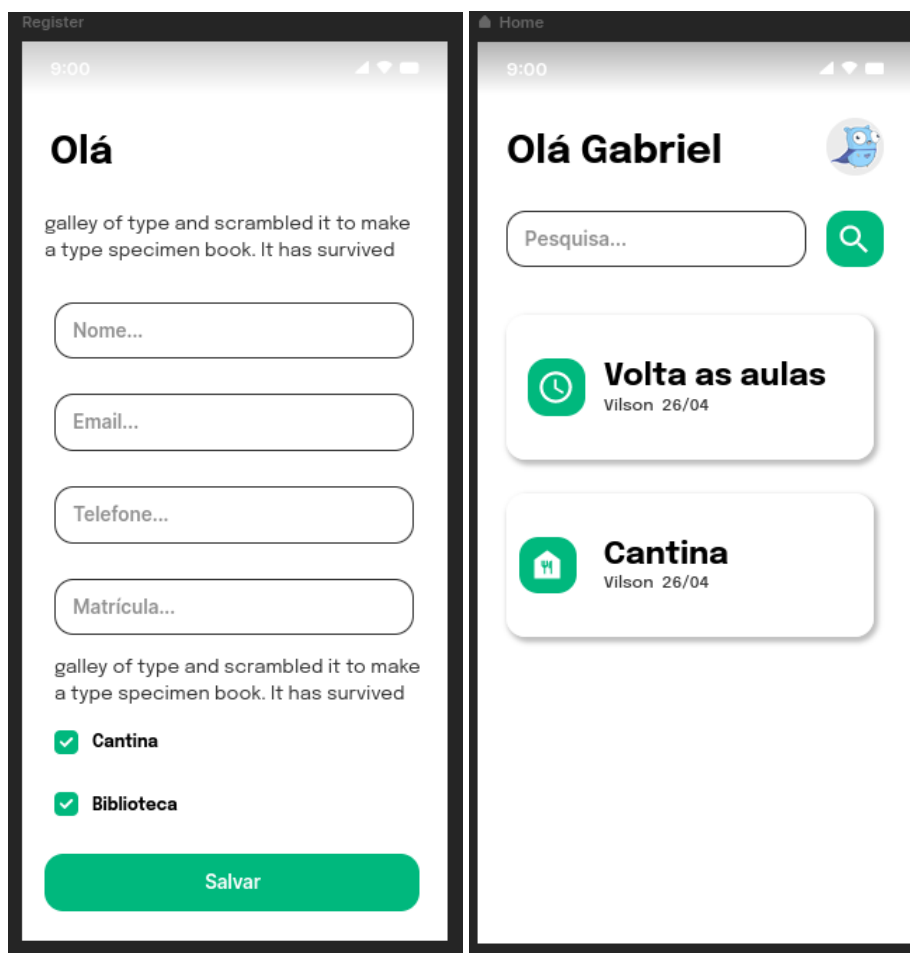 Register
9:00
Olá
galley of type and scrambled it to make
a type specimen book. It has survived
Nome...
Email...
Telefone...
Matrícula...
galley of type and scrambled it to make
a type specimen book. It has survived
Cantina
Biblioteca
Salvar
Home
9:00
Olá Gabriel
Pesquisa...
Volta as aulas
Vilson 26/04
Cantina
Vilson 26/04